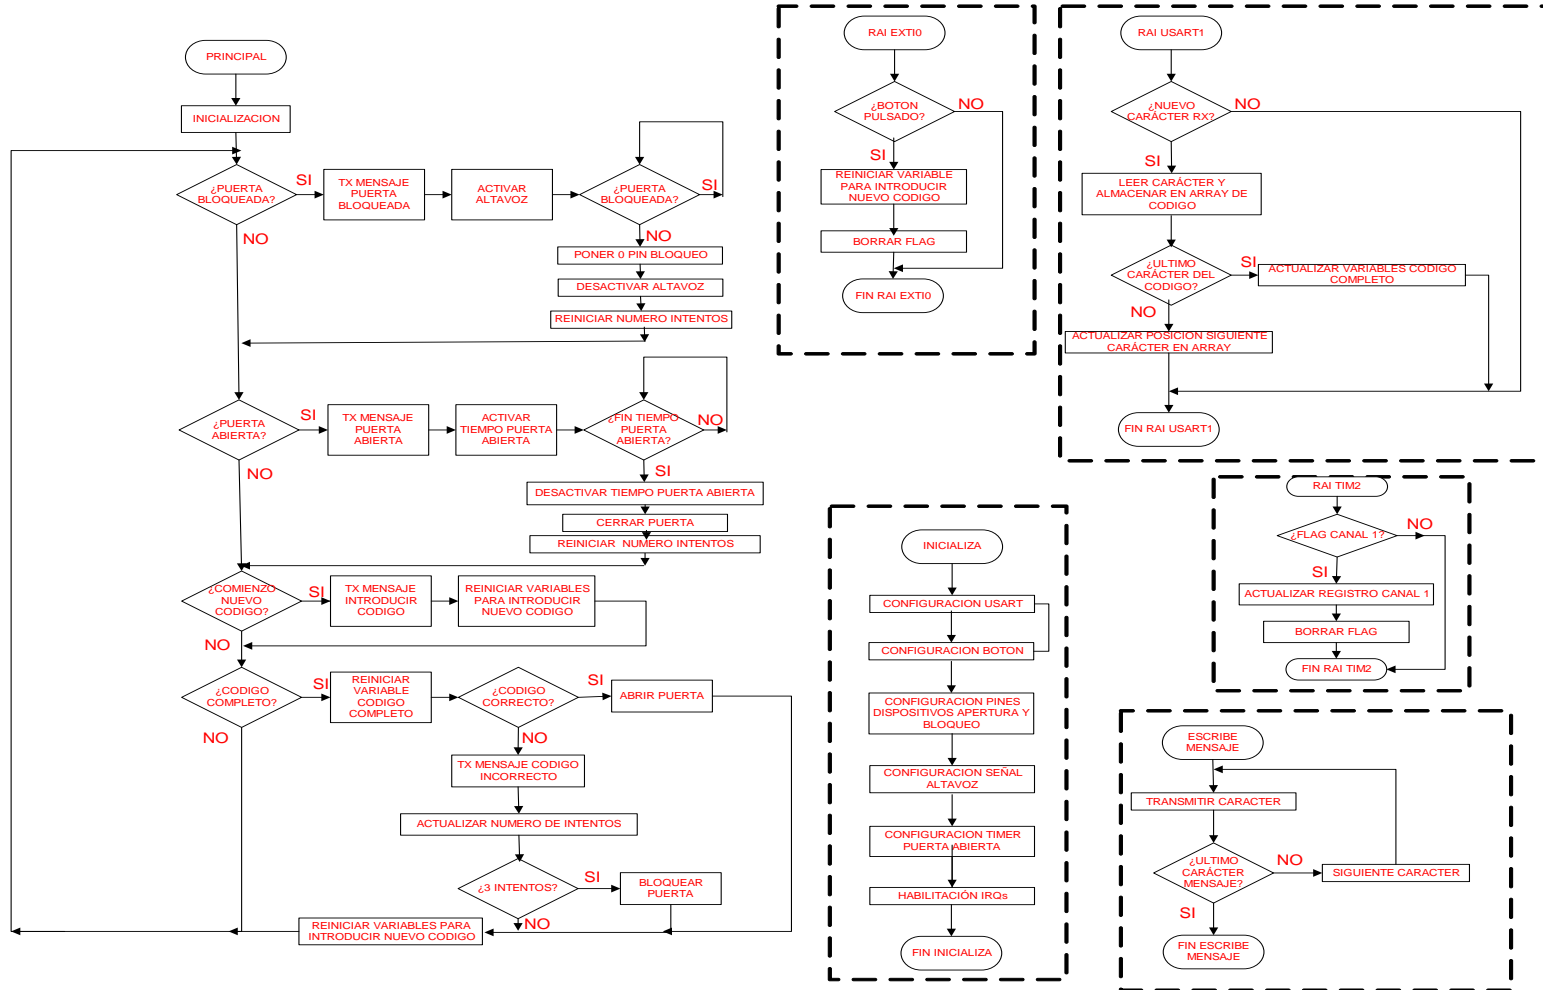 PRINCIPAL
INICIALIZACION
¿PUERTA
BLOQUEADA?
SI
TX MENSAJE
PUERTA
BLOQUEADA
ACTIVAR
ALTAVOZ
¿PUERTA
BLOQUEADA?
SI
NO
NO
PONER 0 PIN BLOQUEO
DESACTIVAR ALTAVOZ
REINICIAR NUMERO INTENTOS
¿PUERTA
ABIERTA?
SI
TX MENSAJE
PUERTA
ABIERTA
ACTIVAR
TIEMPO PUERTA
ABIERTA
¿FIN TIEMPO
PUERTA
ABIERTA?
NO
NO
SI
DESACTIVAR TIEMPO PUERTA ABIERTA
CERRAR PUERTA
REINICIAR  NUMERO INTENTOS
¿COMIENZO
NUEVO
CODIGO?
SI
TX MENSAJE
INTRODUCIR
CODIGO
REINICIAR VARIABLES
PARA INTRODUCIR
NUEVO CODIGO
NO
¿CODIGO
COMPLETO?
SI
REINICIAR
VARIABLE
CODIGO
COMPLETO
¿CODIGO
CORRECTO?
SI
ABRIR PUERTA
NO
NO
TX MENSAJE CODIGO
INCORRECTO
ACTUALIZAR NUMERO DE INTENTOS
¿3 INTENTOS?
SI
BLOQUEAR
PUERTA
NO
REINICIAR VARIABLES PARA
INTRODUCIR NUEVO CODIGO
RAI EXTI0
¿BOTON
PULSADO?
NO
SI
REINICIAR VARIABLE
PARA INTRODUCIR
NUEVO CODIGO
BORRAR FLAG
FIN RAI EXTI0
RAI USART1
¿NUEVO
CARÁCTER RX?
NO
SI
LEER CARÁCTER Y
ALMACENAR EN ARRAY DE
CODIGO
¿ULTIMO
CARÁCTER DEL
CODIGO?
SI
ACTUALIZAR VARIABLES CODIGO
COMPLETO
NO
ACTUALIZAR POSICION SIGUIENTE
CARÁCTER EN ARRAY
FIN RAI USART1
INICIALIZA
CONFIGURACION USART
CONFIGURACION BOTON
CONFIGURACION PINES
DISPOSITIVOS APERTURA Y
BLOQUEO
CONFIGURACION SEÑAL
ALTAVOZ
CONFIGURACION TIMER
PUERTA ABIERTA
HABILITACIÓN IRQs
FIN INICIALIZA
RAI TIM2
¿FLAG CANAL 1?
NO
SI
ACTUALIZAR REGISTRO CANAL 1
BORRAR FLAG
FIN RAI TIM2
ESCRIBE
MENSAJE
TRANSMITIR CARACTER
¿ULTIMO
CARÁCTER
MENSAJE?
NO
SIGUIENTE CARACTER
SI
FIN ESCRIBE
MENSAJE